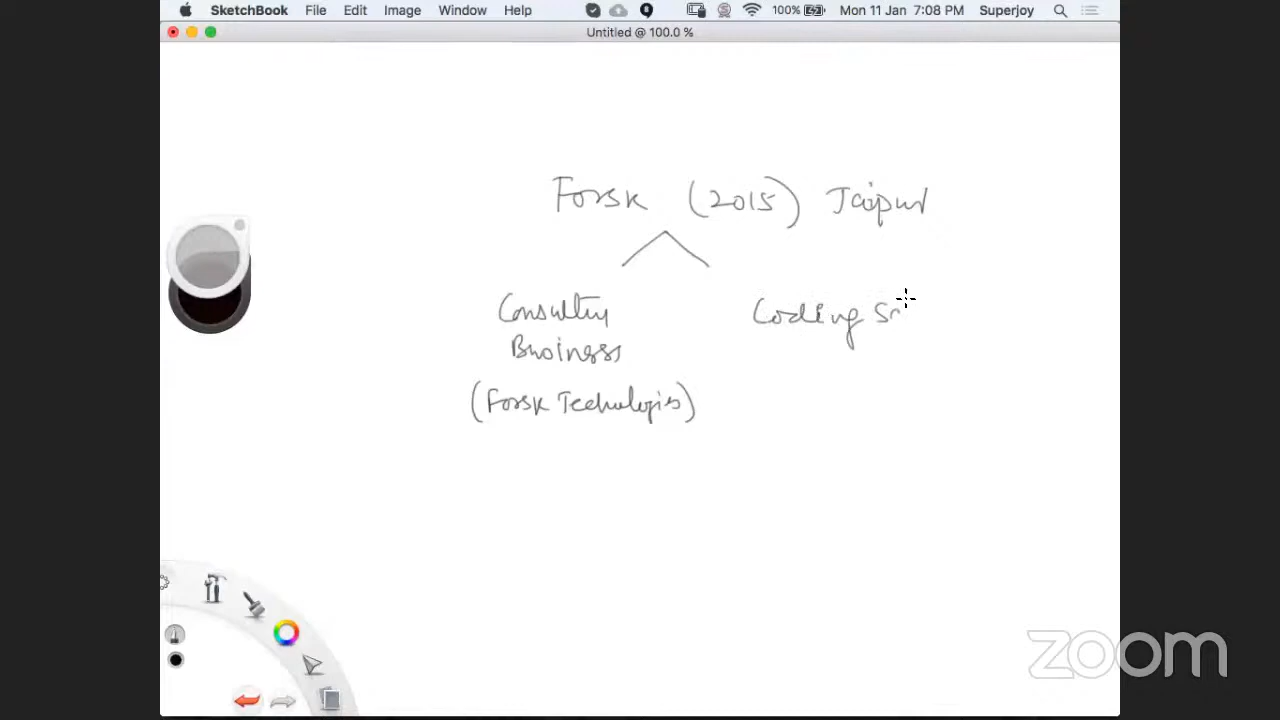 SketchBook File Edit Image Window Help 100% Mon 11 Jan 7:08 PM Superjoy
Untitled @ 100.0 %
Forsk (2015) Jaipur
Consulting Coding
Business
(Forsk Technologies)
zoom